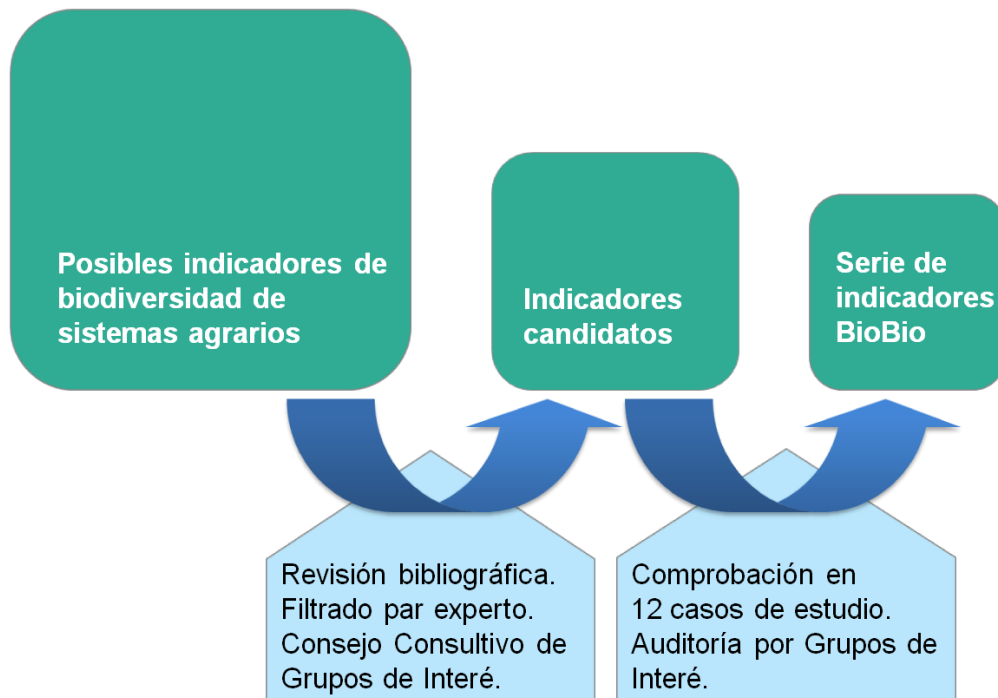 Posibles indicadores de
biodiversidad de
sistemas agrarios
Indicadores
candidatos
Serie de
indicadores
BioBio
Revisión bibliográfica.
Filtrado par experto.
Consejo Consultivo de
Grupos de Interé.
Comprobación en
12 casos de estudio.
Auditoría por Grupos de
Interé.